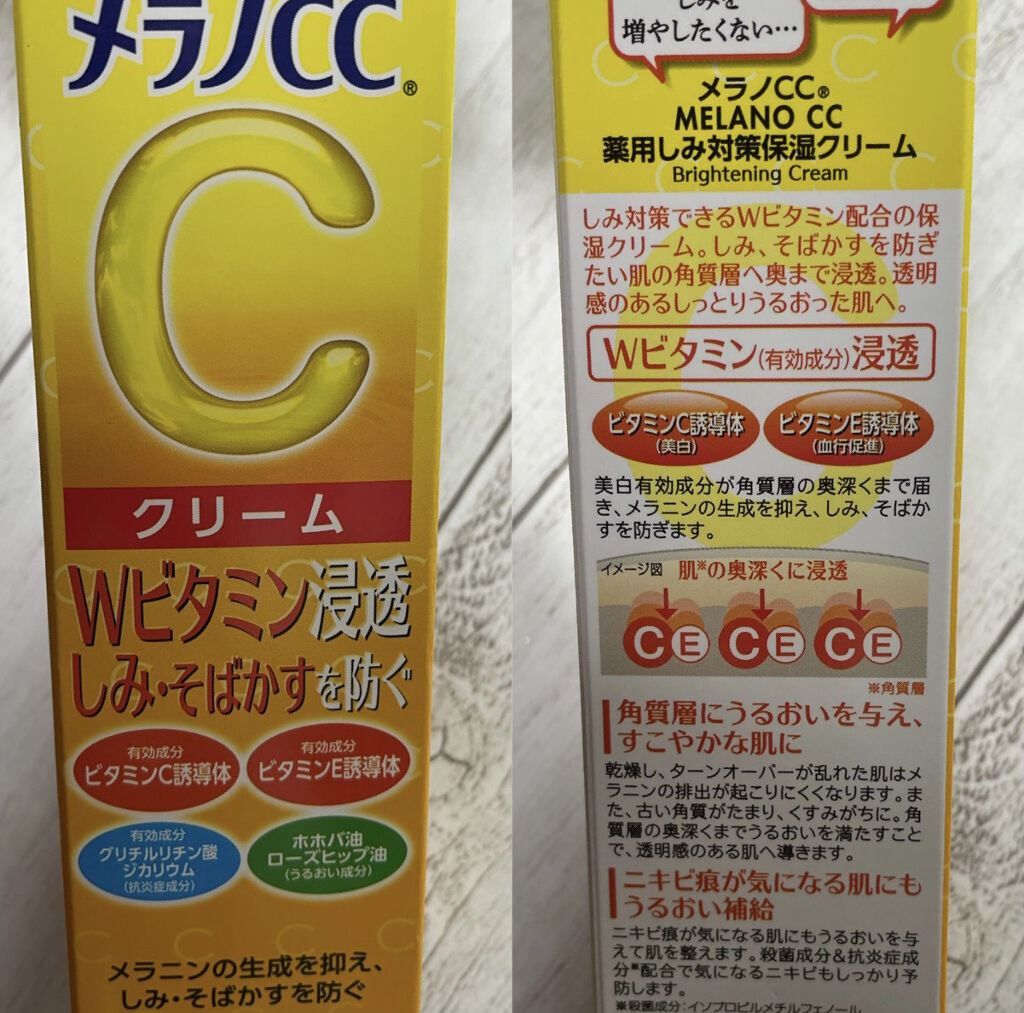 メラノCC®
クリーム
Wビタミン浸透
しみ・そばかすを防ぐ
有効成分
ビタミンC誘導体
有効成分
ビタミンE誘導体
有効成分
グリチルリチン酸
ジカリウム
(抗炎症成分)
ホホバ油
ローズヒップ油
(うるおい成分)
メラニンの生成を抑え、
しみ・そばかすを防ぐ
しみを
増やしたくない…
メラノCC®
MELANO CC
薬用しみ対策保湿クリーム
Brightening Cream
しみ対策できるWビタミン配合の保
湿クリーム。しみ、そばかすを防ぎ
たい肌の角質層へ奥まで浸透。透明
感のあるしっとりうるおった肌へ。
Wビタミン(有効成分)浸透
ビタミンC誘導体
(美白)
ビタミンE誘導体
(血行促進)
美白有効成分が角質層の奥深くまで届
き、メラニンの生成を抑え、しみ、そばか
すを防ぎます。
イメージ図 肌※の奥深くに浸透
C E C E C E
※角質層
角質層にうるおいを与え、
すこやかな肌に
乾燥し、ターンオーバーが乱れた肌はメ
ラニンの排出が起こりにくくなります。ま
た、古い角質がたまり、くすみがちに。角
質層の奥深くまでうるおいを満たすこと
で、透明感のある肌へ導きます。
ニキビ痕が気になる肌にも
うるおい補給
ニキビ痕が気になる肌にもうるおいを与
えて肌を整えます。殺菌成分&抗炎症成
分※配合で気になるニキビもしっかり予
防します。
※殺菌成分:イソプロピルメチルフェノール